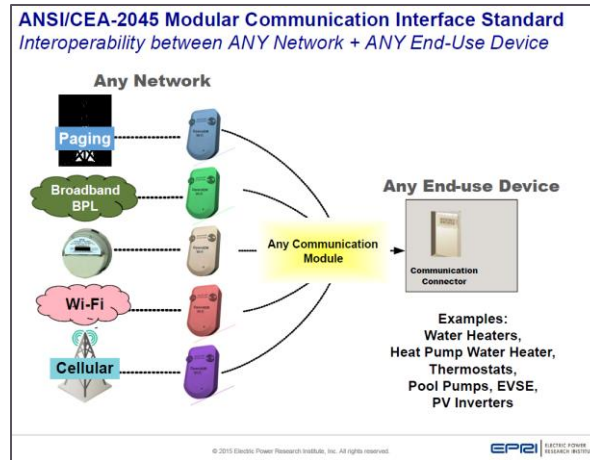 ANSI/CEA-2045 Modular Communication Interface Standard
Interoperability between ANY Network + ANY End-Use Device
Any Network
Paging
Broadband
BPL
Wi-Fi
Cellular
Any Communication
Module
Any End-use Device
Communication
Connector
Examples:
Water Heaters,
Heat Pump Water Heater,
Thermostats,
Pool Pumps, EVSE,
PV Inverters
© 2015 Electric Power Research Institute, Inc. All rights reserved.
EPRI
ELECTRIC POWER
RESEARCH INSTITUTE